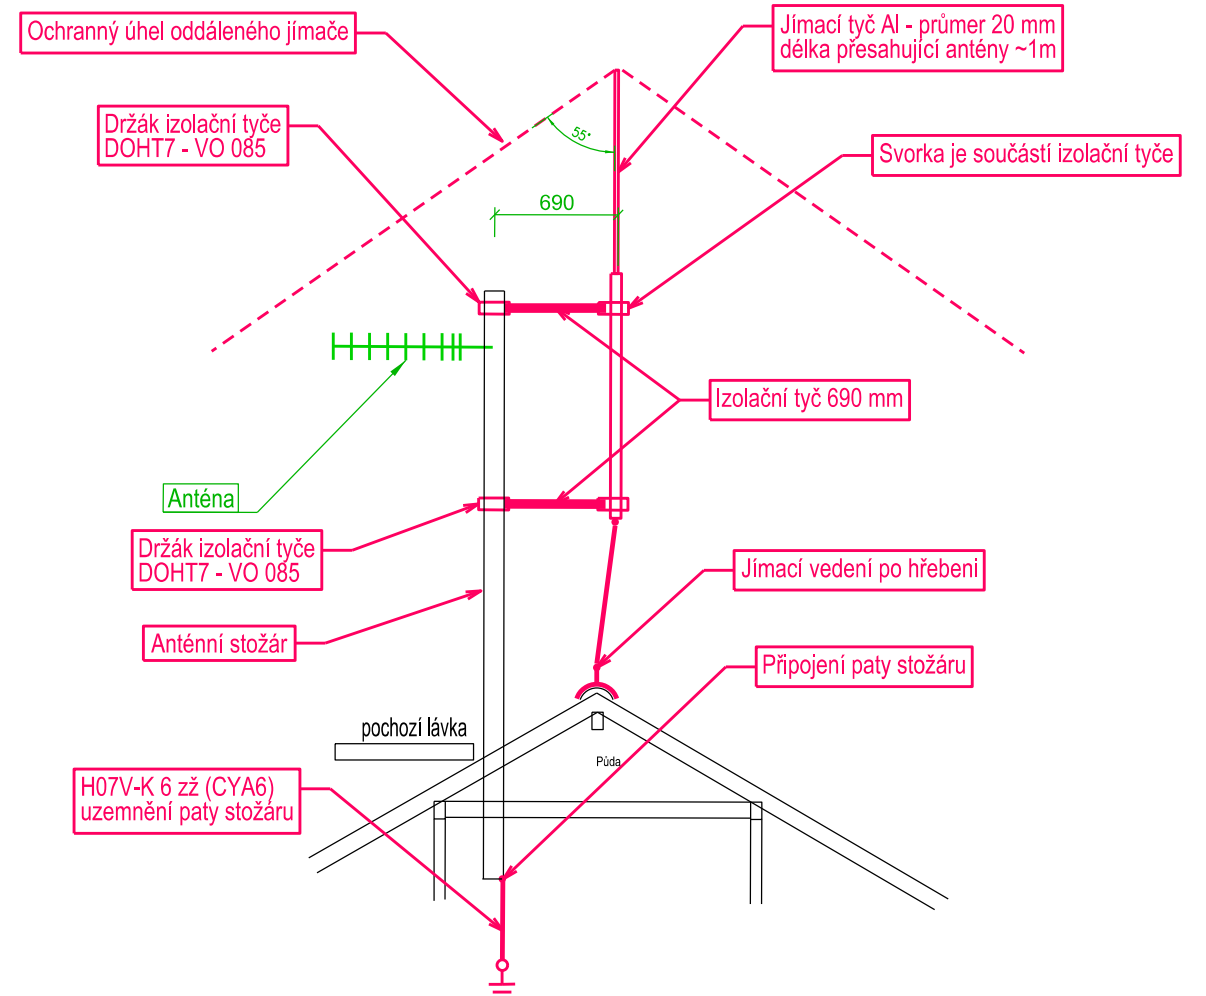 Ochranný úhel oddáleného jímače
Jímací tyč Al - průmer 20 mm
délka přesahující antény ~1m
Držák izolační tyče
DOHT7 - VO 085
55°
Svorka je součástí izolační tyče
690
Izolační tyč 690 mm
Anténa
Držák izolační tyče
DOHT7 - VO 085
Jímací vedení po hřebeni
Anténní stožár
Připojení paty stožáru
pochozí lávka
Půda
H07V-K 6 zž (CYA6)
uzemnění paty stožáru